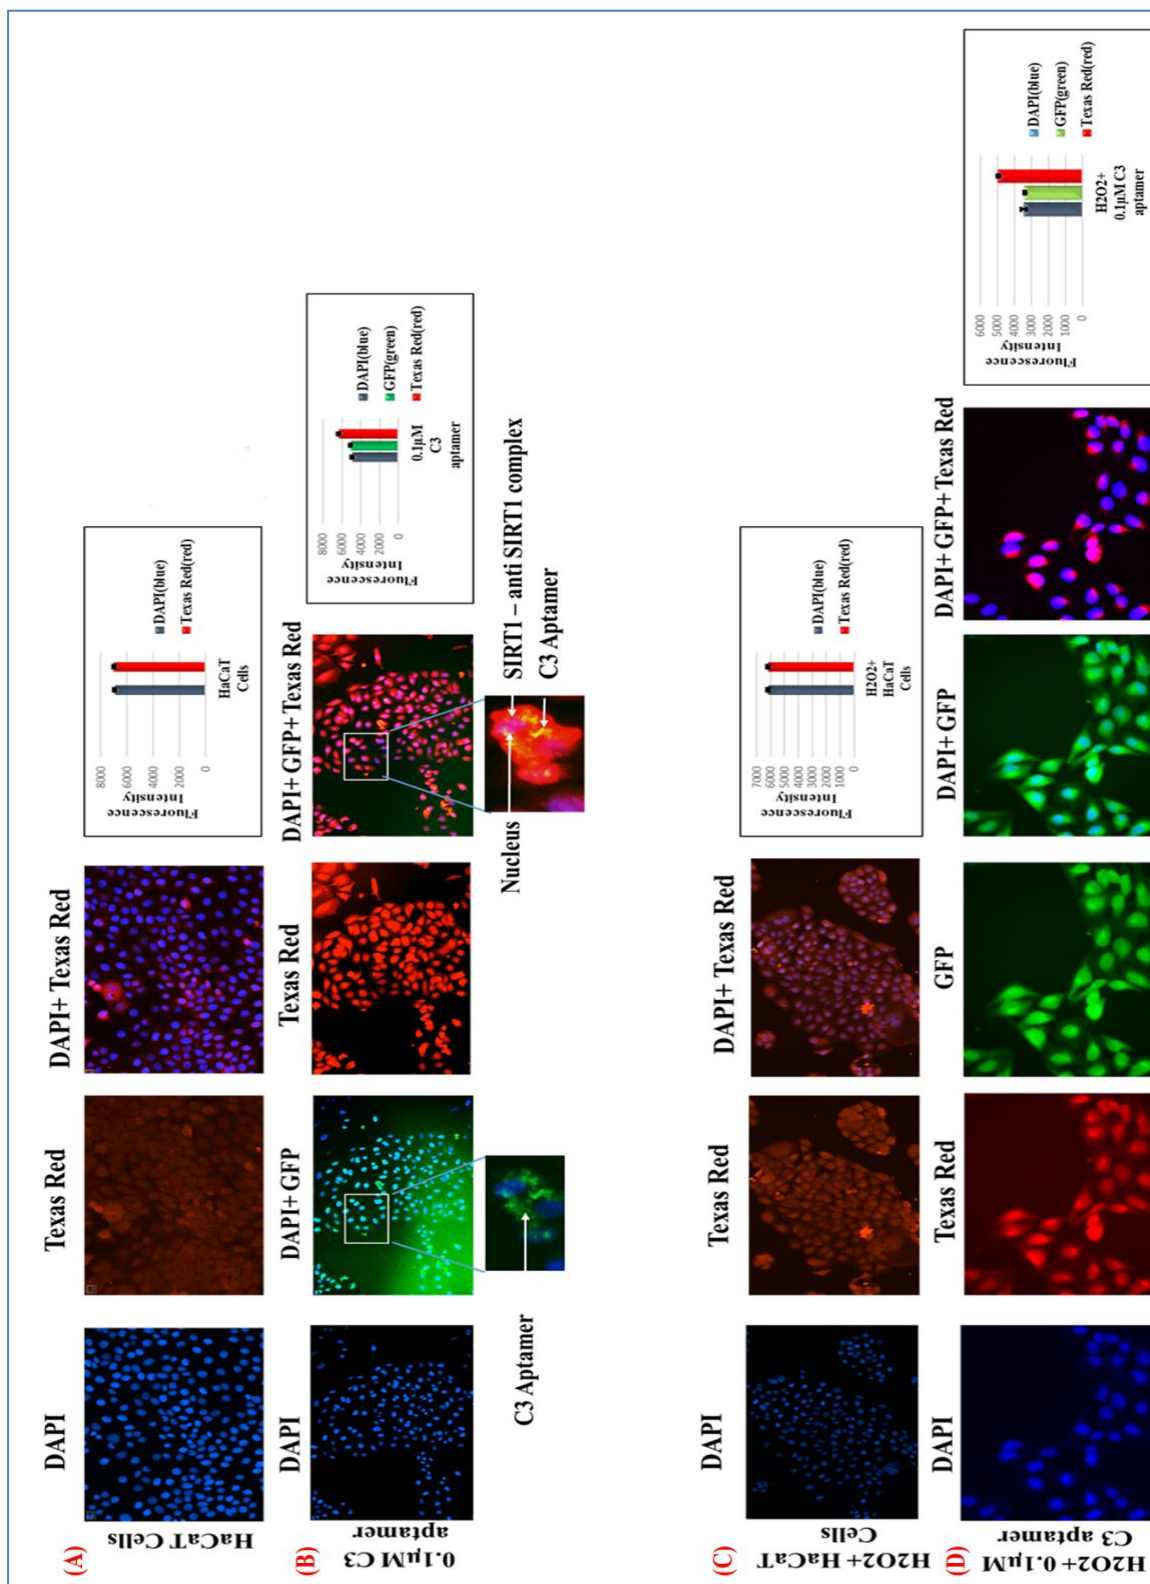 (A)
HaCaT Cells
DAPI
Texas Red
DAPI+ Texas Red
Fluorescence
Intensity
8000
6000
4000
2000
0
HaCaT
Cells
DAPI(blue)
Texas Red(red)
(B)
0.1µM C3
aptamer
DAPI
DAPI+ GFP
Texas Red
DAPI+ GFP+ Texas Red
Fluorescence
Intensity
8000
6000
4000
2000
0
0.1µM
C3
aptamer
DAPI(blue)
GFP(green)
Texas Red(red)
C3 Aptamer
Nucleus
SIRT1 – anti SIRT1 complex
C3 Aptamer
(C)
H2O2+ HaCaT
Cells
DAPI
Texas Red
DAPI+ Texas Red
Fluorescence
Intensity
7000
6000
5000
4000
3000
2000
1000
0
H2O2+
HaCaT
Cells
DAPI(blue)
Texas Red(red)
(D)
H2O2+ 0.1µM
C3 aptamer
DAPI
Texas Red
GFP
DAPI+ GFP
DAPI+ GFP+ Texas Red
Fluorescence
Intensity
6000
5000
4000
3000
2000
1000
0
H2O2+
0.1µM C3
aptamer
DAPI(blue)
GFP(green)
Texas Red(red)